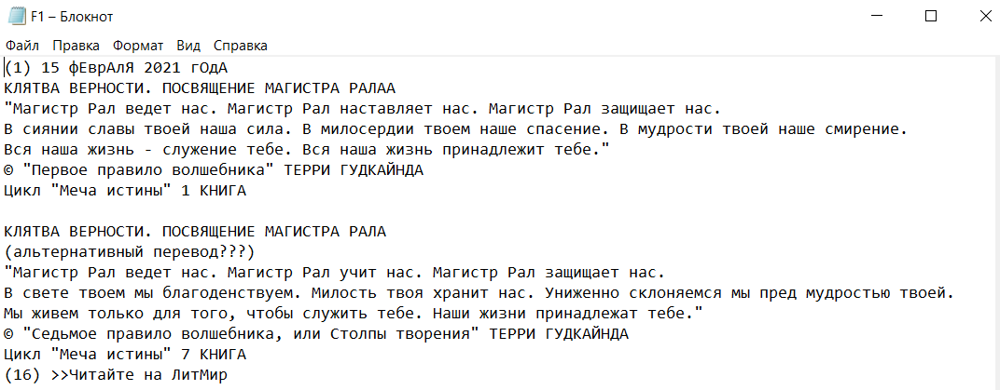 F1 – Блокнот
Файл Правка Формат Вид Справка
(1) 15 фЕврАлЯ 2021 гОдА
КЛЯТВА ВЕРНОСТИ. ПОСВЯЩЕНИЕ МАГИСТРА РАЛАА
"Магистр Рал ведет нас. Магистр Рал наставляет нас. Магистр Рал защищает нас.
В сиянии славы твоей наша сила. В милосердии твоем наше спасение. В мудрости твоей наше смирение.
Вся наша жизнь - служение тебе. Вся наша жизнь принадлежит тебе."
© "Первое правило волшебника" ТЕРРИ ГУДКАЙНДА
Цикл "Меча истины" 1 КНИГА
КЛЯТВА ВЕРНОСТИ. ПОСВЯЩЕНИЕ МАГИСТРА РАЛА
(альтернативный перевод???)
"Магистр Рал ведет нас. Магистр Рал учит нас. Магистр Рал защищает нас.
В свете твоем мы благоденствуем. Милость твоя хранит нас. Униженно склоняемся мы пред мудростью твоей.
Мы живем только для того, чтобы служить тебе. Наши жизни принадлежат тебе."
© "Седьмое правило волшебника, или Столпы творения" ТЕРРИ ГУДКАЙНДА
Цикл "Меча истины" 7 КНИГА
(16) >>Читайте на ЛитМир